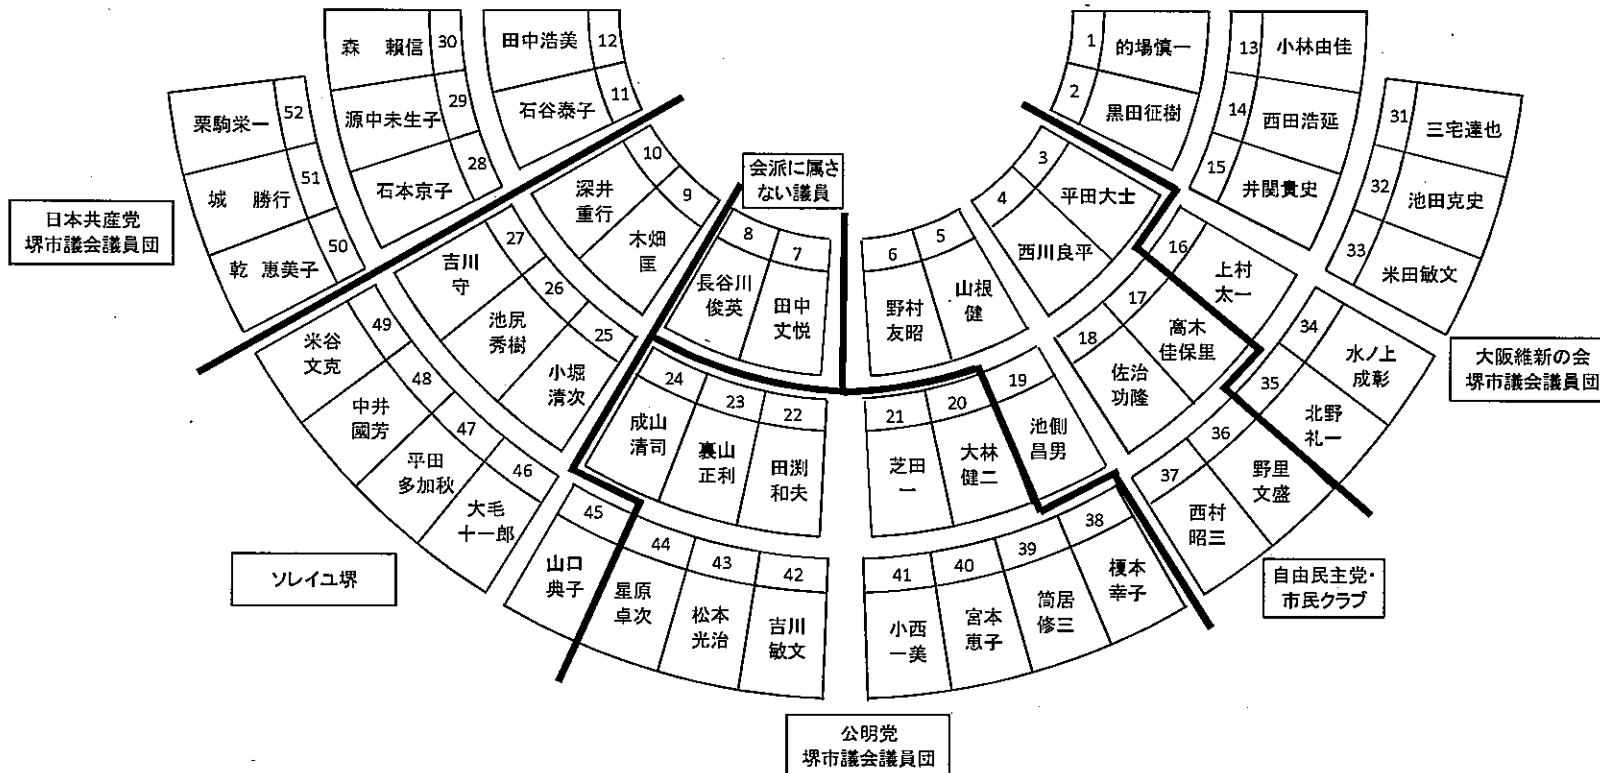 森　頼信
30
源中未生子
29
石本京子
28
田中浩美
12
石谷泰子
11
1
的場慎一
2
黒田征樹
13
小林由佳
14
西田浩延
15
井関貴史
31
三宅達也
32
池田克史
33
米田敏文
栗駒栄一
52
城　勝行
51
乾 恵美子
50
日本共産党
堺市議会議員団
10
深井
重行
9
木畑
匡
会派に属さ
ない議員
8
長谷川
俊英
7
田中
丈悦
6
野村
友昭
5
山根
健
3
平田大士
4
西川良平
27
吉川
守
26
池尻
秀樹
25
小堀
清次
24
成山
清司
23
裏山
正利
22
田渕
和夫
21
芝田
一
20
大林
健二
19
池側
昌男
18
佐治
功隆
17
高木
佳保里
16
上村
太一
34
水ノ上
成彰
35
北野
礼一
36
野里
文盛
37
西村
昭三
大阪維新の会
堺市議会議員団
49
米谷
文克
48
中井
國芳
47
平田
多加秋
46
大毛
十一郎
45
山口
典子
44
星原
卓次
43
松本
光治
42
吉川
敏文
41
小西
一美
40
宮本
恵子
39
筒居
修三
38
榎本
幸子
ソレイユ堺
自由民主党・
市民クラブ
公明党
堺市議会議員団